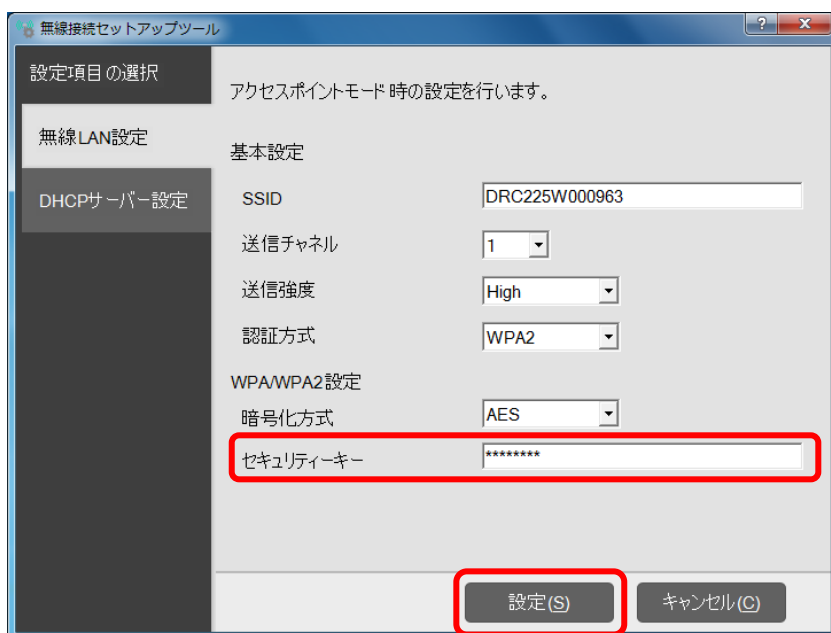 無線接続セットアップツール
設定項目の選択
無線LAN設定
DHCPサーバー設定
アクセスポイントモード時の設定を行います。
基本設定
SSID DRC225W000963
送信チャネル 1
送信強度 High
認証方式 WPA2
WPA/WPA2設定
暗号化方式 AES
セキュリティーキー ********
設定(S) キャンセル(C)